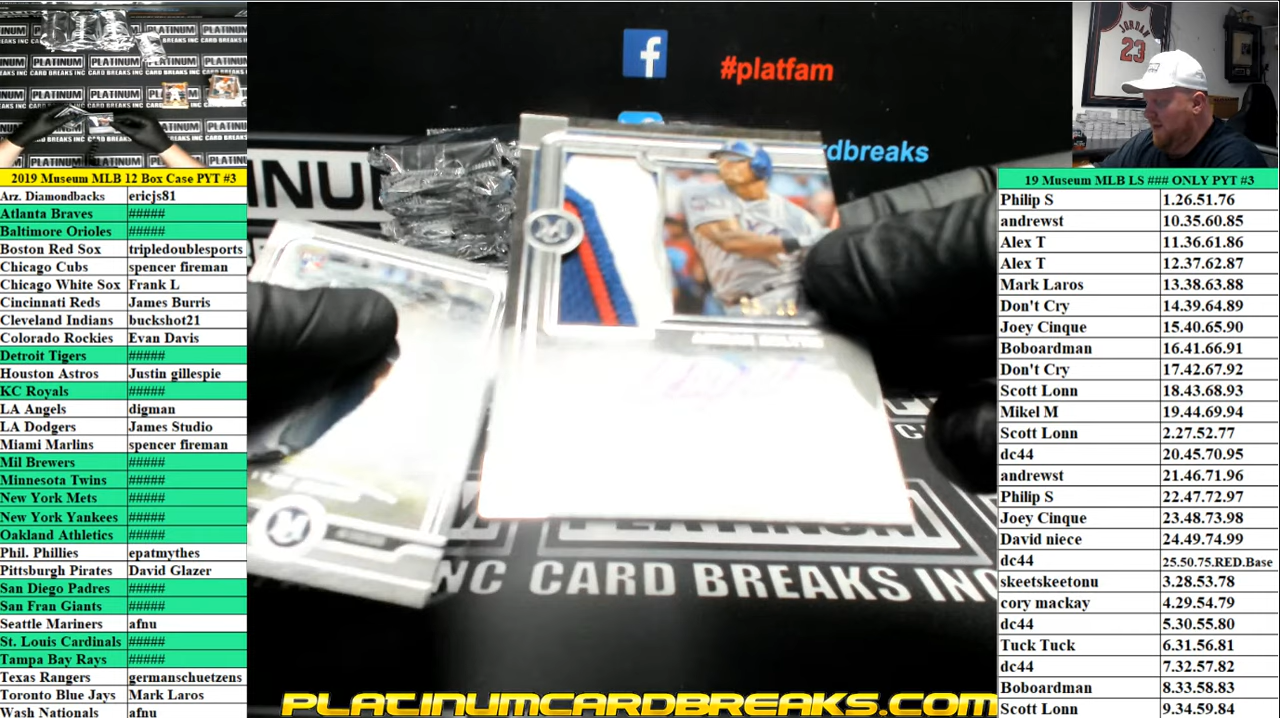 2019 Museum MLB 12 Box Case PYT #3
Arz. Diamondbacks ericjs81
Atlanta Braves #####
Baltimore Orioles #####
Boston Red Sox tripledoublesports
Chicago Cubs spencer fireman
Chicago White Sox Frank L
Cincinnati Reds James Burris
Cleveland Indians buckshot21
Colorado Rockies Evan Davis
Detroit Tigers #####
Houston Astros Justin gillespie
KC Royals #####
LA Angels digman
LA Dodgers James Studio
Miami Marlins spencer fireman
Mil Brewers #####
Minnesota Twins #####
New York Mets #####
New York Yankees #####
Oakland Athletics #####
Phil. Phillies epatmythes
Pittsburgh Pirates David Glazer
San Diego Padres #####
San Fran Giants #####
Seattle Mariners afnu
St. Louis Cardinals #####
Tampa Bay Rays #####
Texas Rangers germanschuetzens
Toronto Blue Jays Mark Laros
Wash Nationals afnu
#platfam
rdbreaks
M
M
PLATINUM
INC CARD BREAKS INC
PLATINUMCARDBREAKS.COM
JORDAN
23
19 Museum MLB LS ### ONLY PYT #3
Philip S 1.26.51.76
andrewst 10.35.60.85
Alex T 11.36.61.86
Alex T 12.37.62.87
Mark Laros 13.38.63.88
Don't Cry 14.39.64.89
Joey Cinque 15.40.65.90
Boboardman 16.41.66.91
Don't Cry 17.42.67.92
Scott Lonn 18.43.68.93
Mikel M 19.44.69.94
Scott Lonn 2.27.52.77
dc44 20.45.70.95
andrewst 21.46.71.96
Philip S 22.47.72.97
Joey Cinque 23.48.73.98
David niece 24.49.74.99
dc44 25.50.75.RED.Base
skeetskeetonu 3.28.53.78
cory mackay 4.29.54.79
dc44 5.30.55.80
Tuck Tuck 6.31.56.81
dc44 7.32.57.82
Boboardman 8.33.58.83
Scott Lonn 9.34.59.84